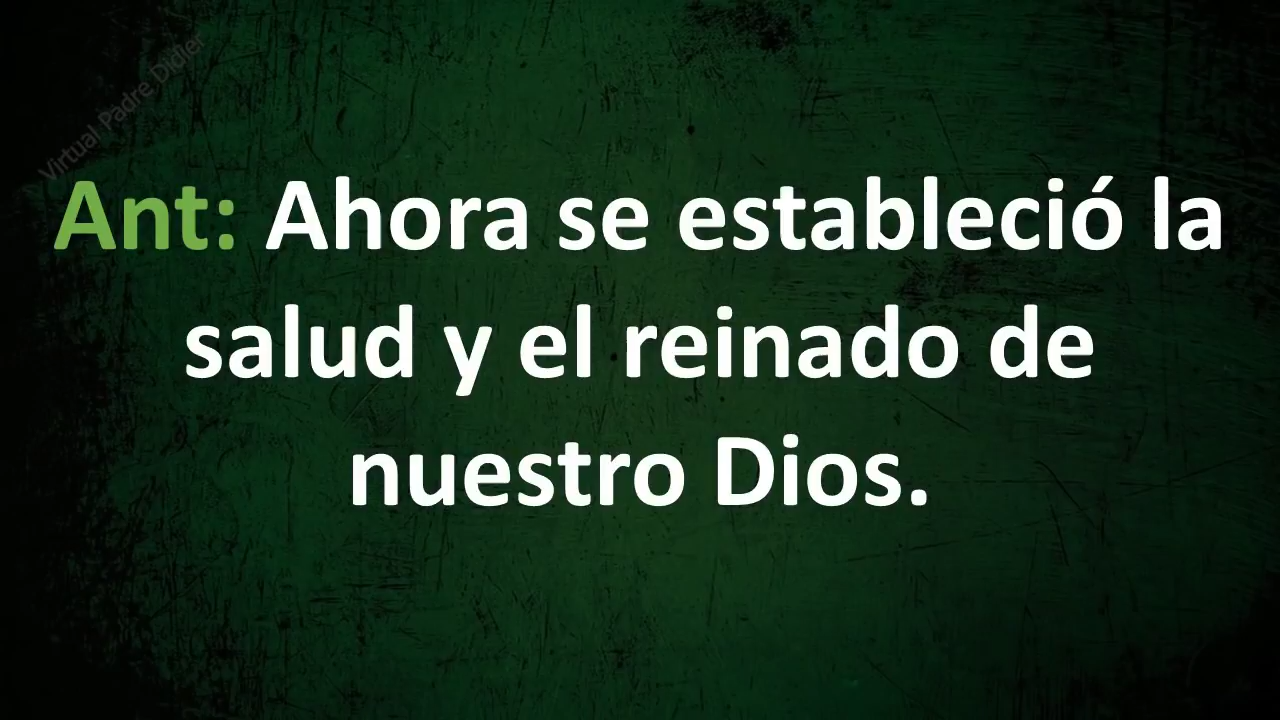 Virtual Padre Didier
Ant: Ahora se estableció la
salud y el reinado de
nuestro Dios.